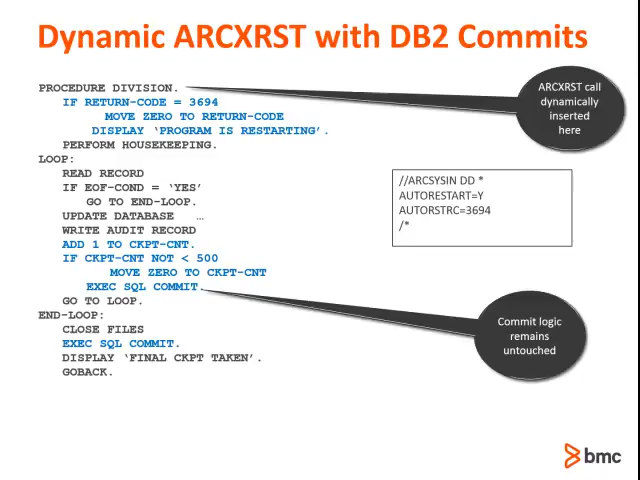 Dynamic ARCXRST with DB2 Commits
PROCEDURE DIVISION.
IF RETURN-CODE = 3694
MOVE ZERO TO RETURN-CODE
DISPLAY ‘PROGRAM IS RESTARTING’.
PERFORM HOUSEKEEPING.
LOOP:
READ RECORD
IF EOF-COND = ‘YES’
GO TO END-LOOP.
UPDATE DATABASE …
WRITE AUDIT RECORD
ADD 1 TO CKPT-CNT.
IF CKPT-CNT NOT < 500
MOVE ZERO TO CKPT-CNT
EXEC SQL COMMIT.
GO TO LOOP.
END-LOOP:
CLOSE FILES
EXEC SQL COMMIT.
DISPLAY ‘FINAL CKPT TAKEN’.
GOBACK.
ARCXRST call
dynamically
inserted
here
//ARCSYSIN DD *
AUTORESTART=Y
AUTORSTRC=3694
/*
Commit logic
remains
untouched
bmc